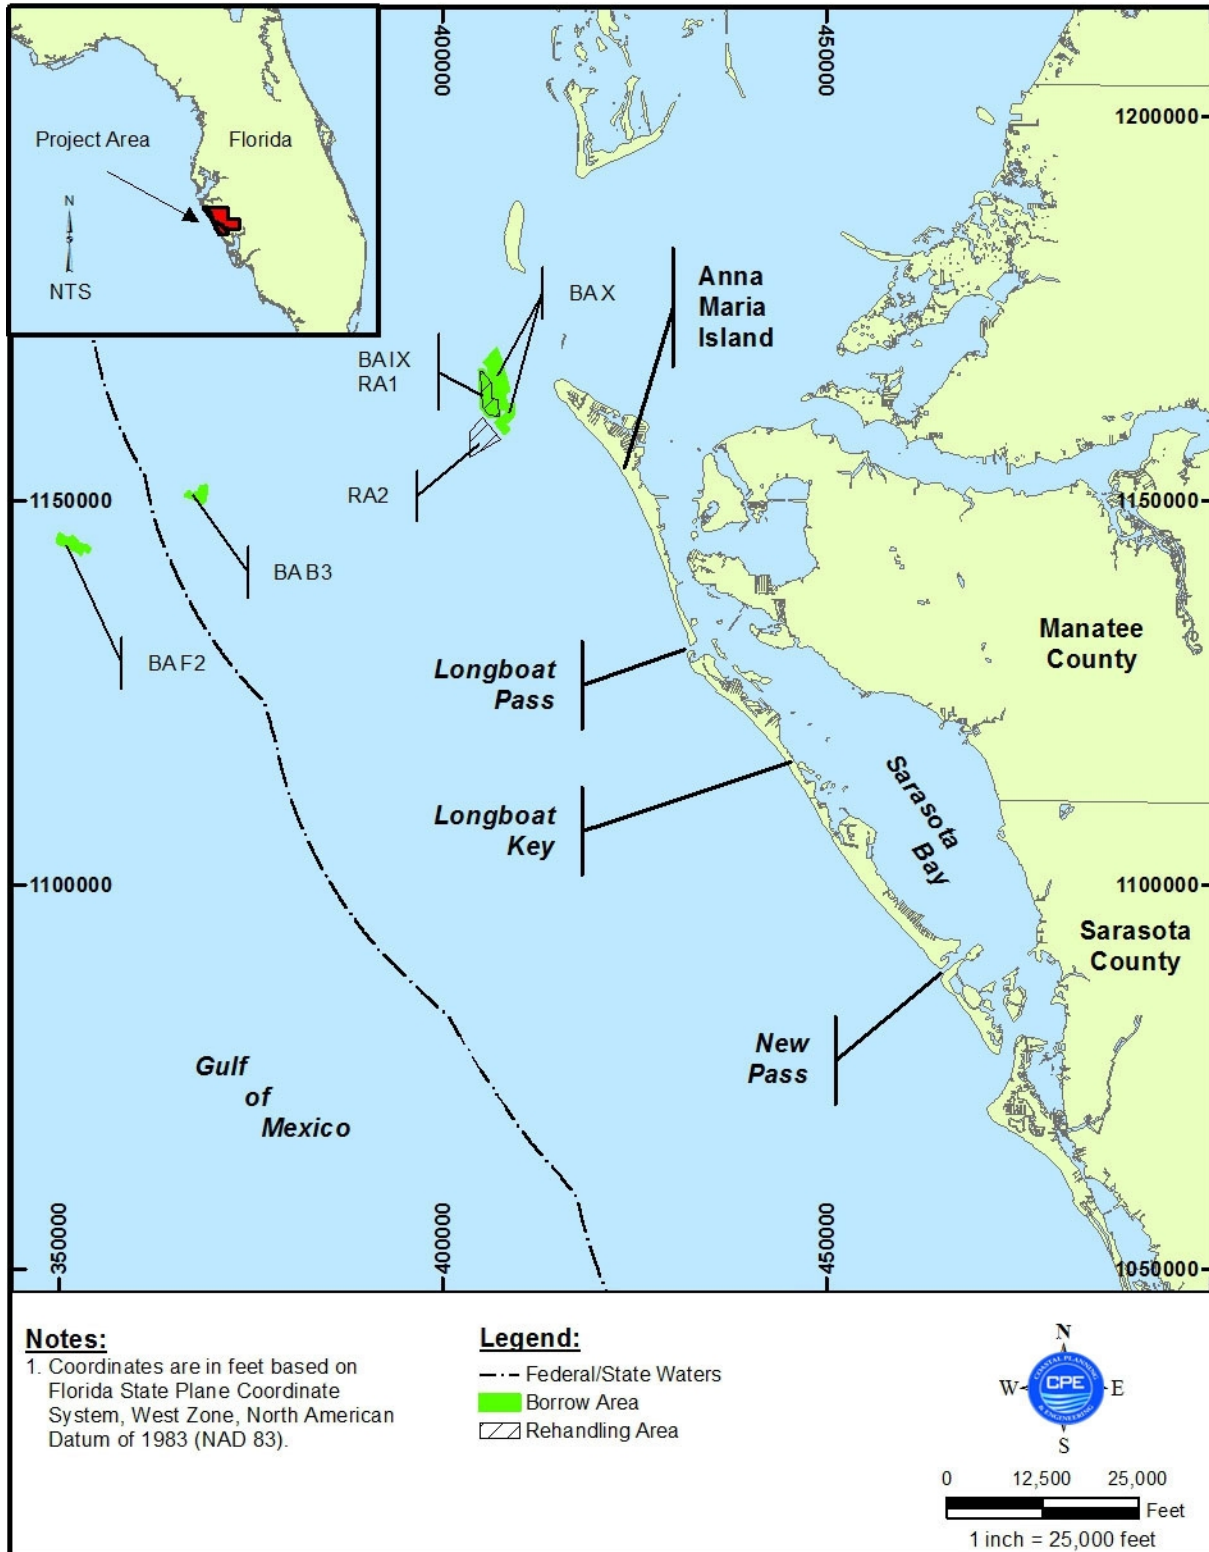 Project Area
Florida
N
NTS
400000
450000
1200000
BA X
Anna
Maria
Island
BAIX
RA1
RA2
1150000
1150000
BA B3
BA F2
Manatee
County
Longboat
Pass
Sarasota
Bay
Longboat
Key
1100000
1100000
Sarasota
County
New
Pass
Gulf
of
Mexico
350000
400000
450000
1050000
Notes:
1. Coordinates are in feet based on
Florida State Plane Coordinate
System, West Zone, North American
Datum of 1983 (NAD 83).
Legend:
Federal/State Waters
Borrow Area
Rehandling Area
N
W
E
S
COASTAL PLANNING
CPE
& ENGINEERING
0 12,500 25,000
Feet
1 inch = 25,000 feet